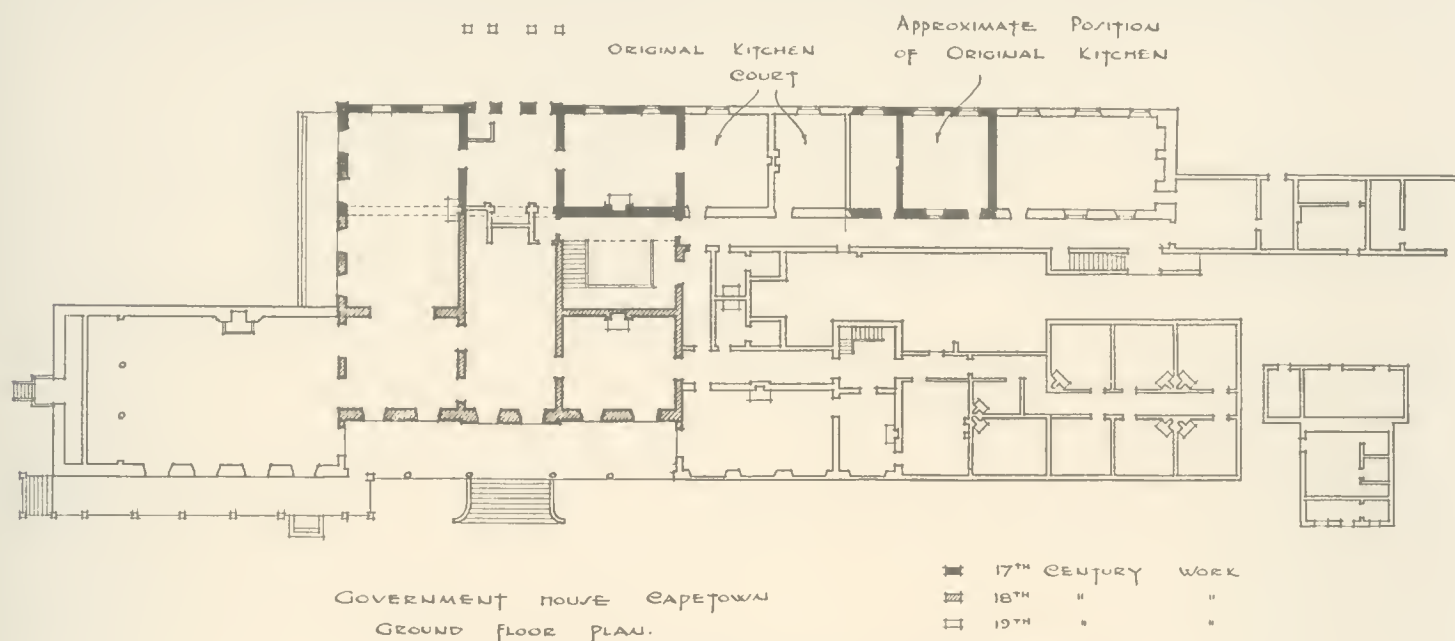 ORIGINAL KITCHEN
COURT
APPROXIMATE POSITION
OF ORIGINAL KITCHEN
GOVERNMENT HOUSE CAPETOWN
GROUND FLOOR PLAN.
17TH CENTURY WORK
18TH " "
19TH " "